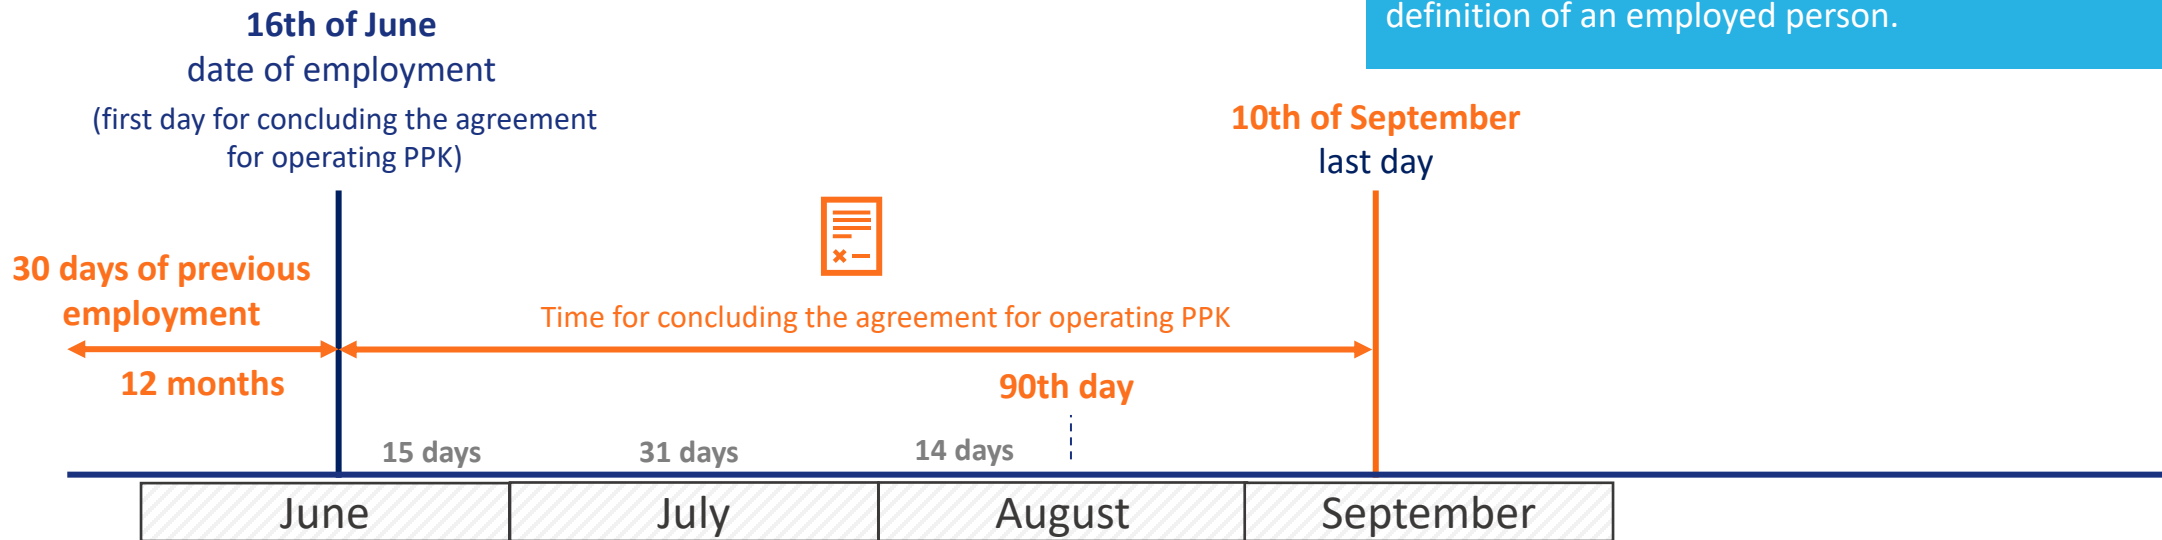 definition of an employed person.
16th of June
date of employment
(first day for concluding the agreement
for operating PPK)
10th of September
last day
30 days of previous
employment
12 months
Time for concluding the agreement for operating PPK
90th day
15 days
31 days
14 days
June
July
August
September